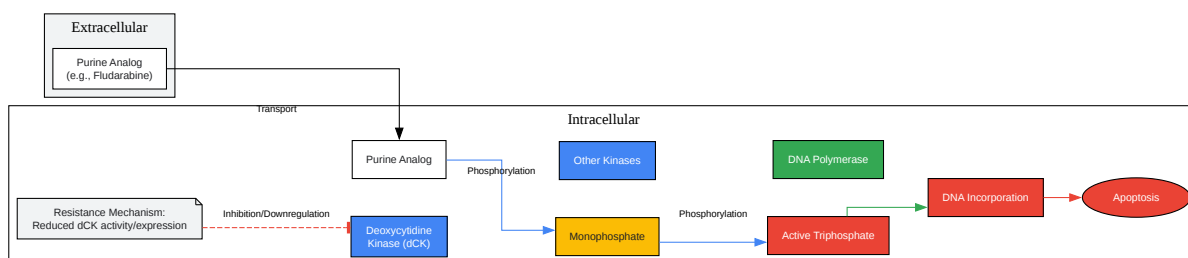 Extracellular
Purine Analog
(e.g., Fludarabine)
Transport
Intracellular
Purine Analog
Phosphorylation
Other Kinases
DNA Polymerase
DNA Incorporation
Apoptosis
Resistance Mechanism:
Reduced dCK activity/expression
Inhibition/Downregulation
Deoxycytidine
Kinase (dCK)
Monophosphate
Phosphorylation
Active Triphosphate